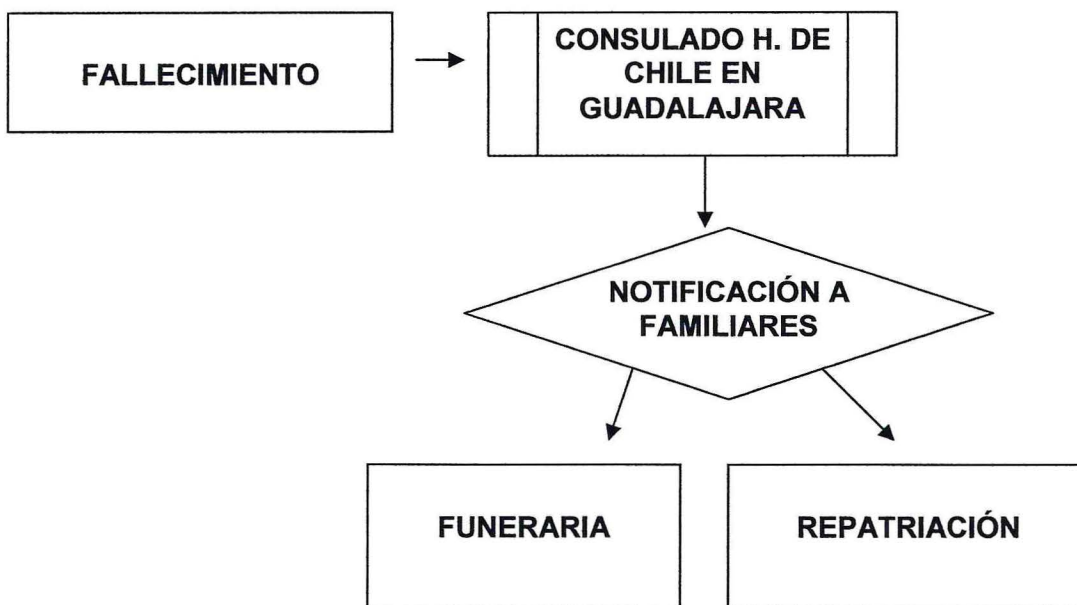 FALLECIMIENTO
CONSULADO H. DE
CHILE EN
GUADALAJARA
NOTIFICACIÓN A
FAMILIARES
FUNERARIA
REPATRIACIÓN